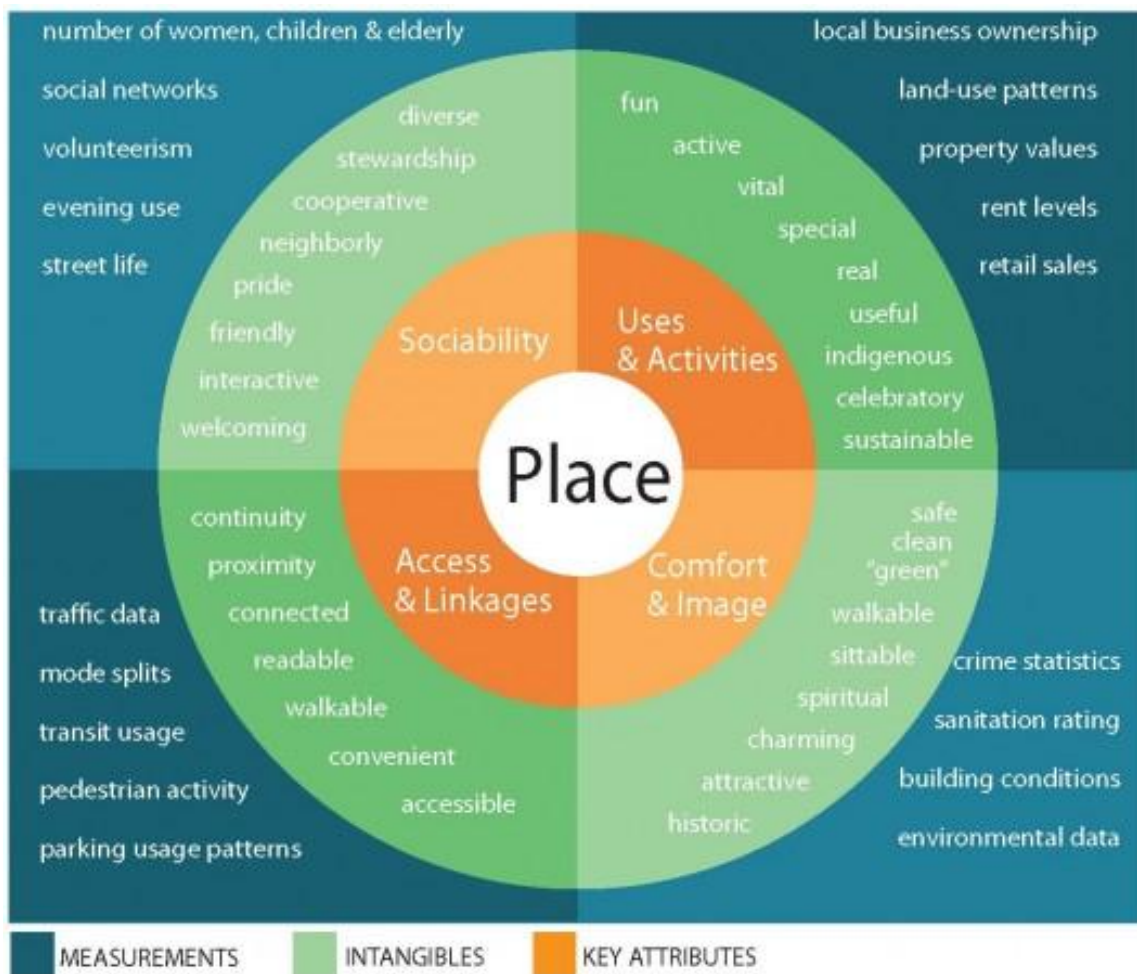 number of women, children & elderly
social networks
volunteerism
evening use
street life
diverse
stewardship
cooperative
neighborly
pride
friendly
interactive
welcoming
Sociability
local business ownership
land-use patterns
property values
rent levels
retail sales
fun
active
vital
special
real
useful
indigenous
celebratory
sustainable
Uses
& Activities
Place
continuity
proximity
connected
readable
walkable
convenient
accessible
Access
& Linkages
traffic data
mode splits
transit usage
pedestrian activity
parking usage patterns
Comfort
& Image
safe
clean
"green"
walkable
sittable
spiritual
charming
attractive
historic
crime statistics
sanitation rating
building conditions
environmental data
MEASUREMENTS
INTANGIBLES
KEY ATTRIBUTES